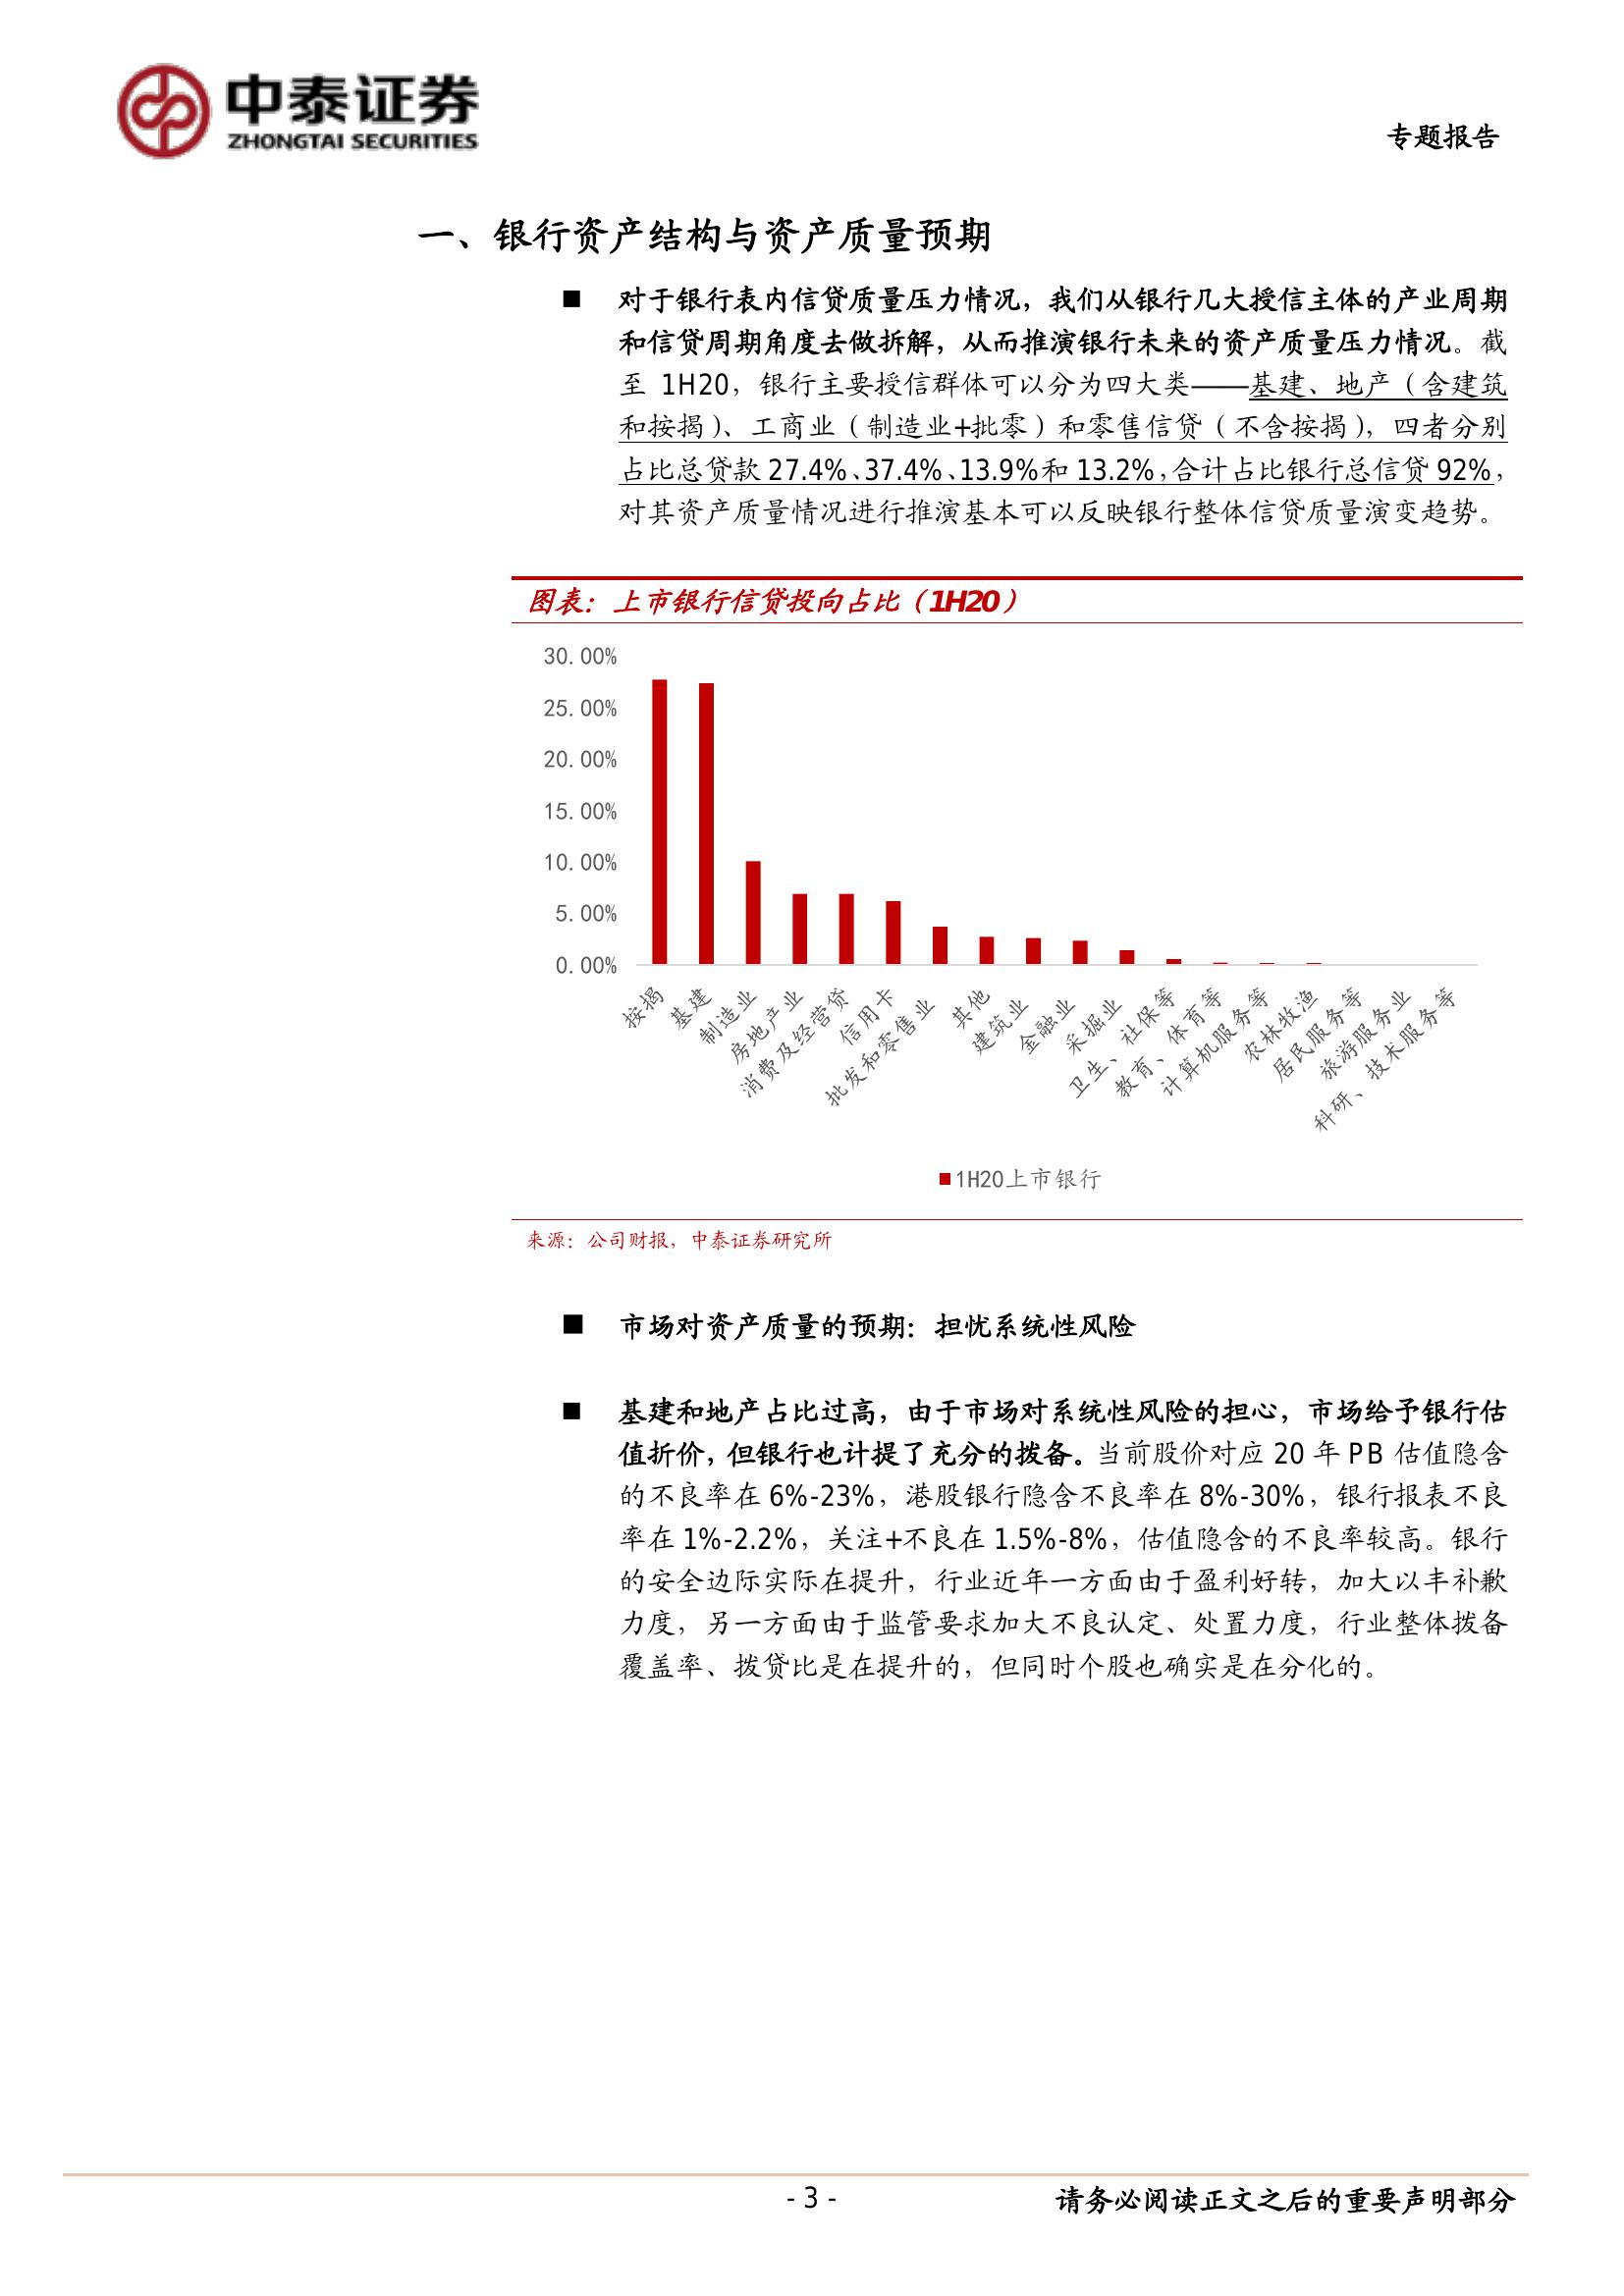 中泰证券
ZHONGTAI SECURITIES
专题报告
一、银行资产结构与资产质量预期
■ 对于银行表内信贷质量压力情况，我们从银行几大授信主体的产业周期
和信贷周期角度去做拆解，从而推演银行未来的资产质量压力情况。截
至 1H20，银行主要授信群体可以分为四大类——基建、地产（含建筑
和按揭）、工商业（制造业+批零）和零售信贷（不含按揭），四者分别
占比总贷款 27.4%、37.4%、13.9%和 13.2%，合计占比银行总信贷 92%，
对其资产质量情况进行推演基本可以反映银行整体信贷质量演变趋势。
图表：上市银行信贷投向占比（1H20）
30.00%
25.00%
20.00%
15.00%
10.00%
5.00%
0.00%
按揭
基建
制造业
房地产业
消费及经营贷
信用卡
批发和零售业
其他
建筑业
金融业
采掘业
卫生、社保等
教育、体育等
计算机服务等
农林牧渔
居民服务等
旅游服务业
科研、技术服务等
1H20上市银行
来源：公司财报，中泰证券研究所
■ 市场对资产质量的预期：担忧系统性风险
■ 基建和地产占比过高，由于市场对系统性风险的担心，市场给予银行估
值折价，但银行也计提了充分的拨备。当前股价对应 20 年 PB 估值隐含
的不良率在 6%-23%，港股银行隐含不良率在 8%-30%，银行报表不良
率在 1%-2.2%，关注+不良在 1.5%-8%，估值隐含的不良率较高。银行
的安全边际实际在提升，行业近年一方面由于盈利好转，加大以丰补歉
力度，另一方面由于监管要求加大不良认定、处置力度，行业整体拨备
覆盖率、拨贷比是在提升的，但同时个股也确实是在分化的。
- 3 -
请务必阅读正文之后的重要声明部分